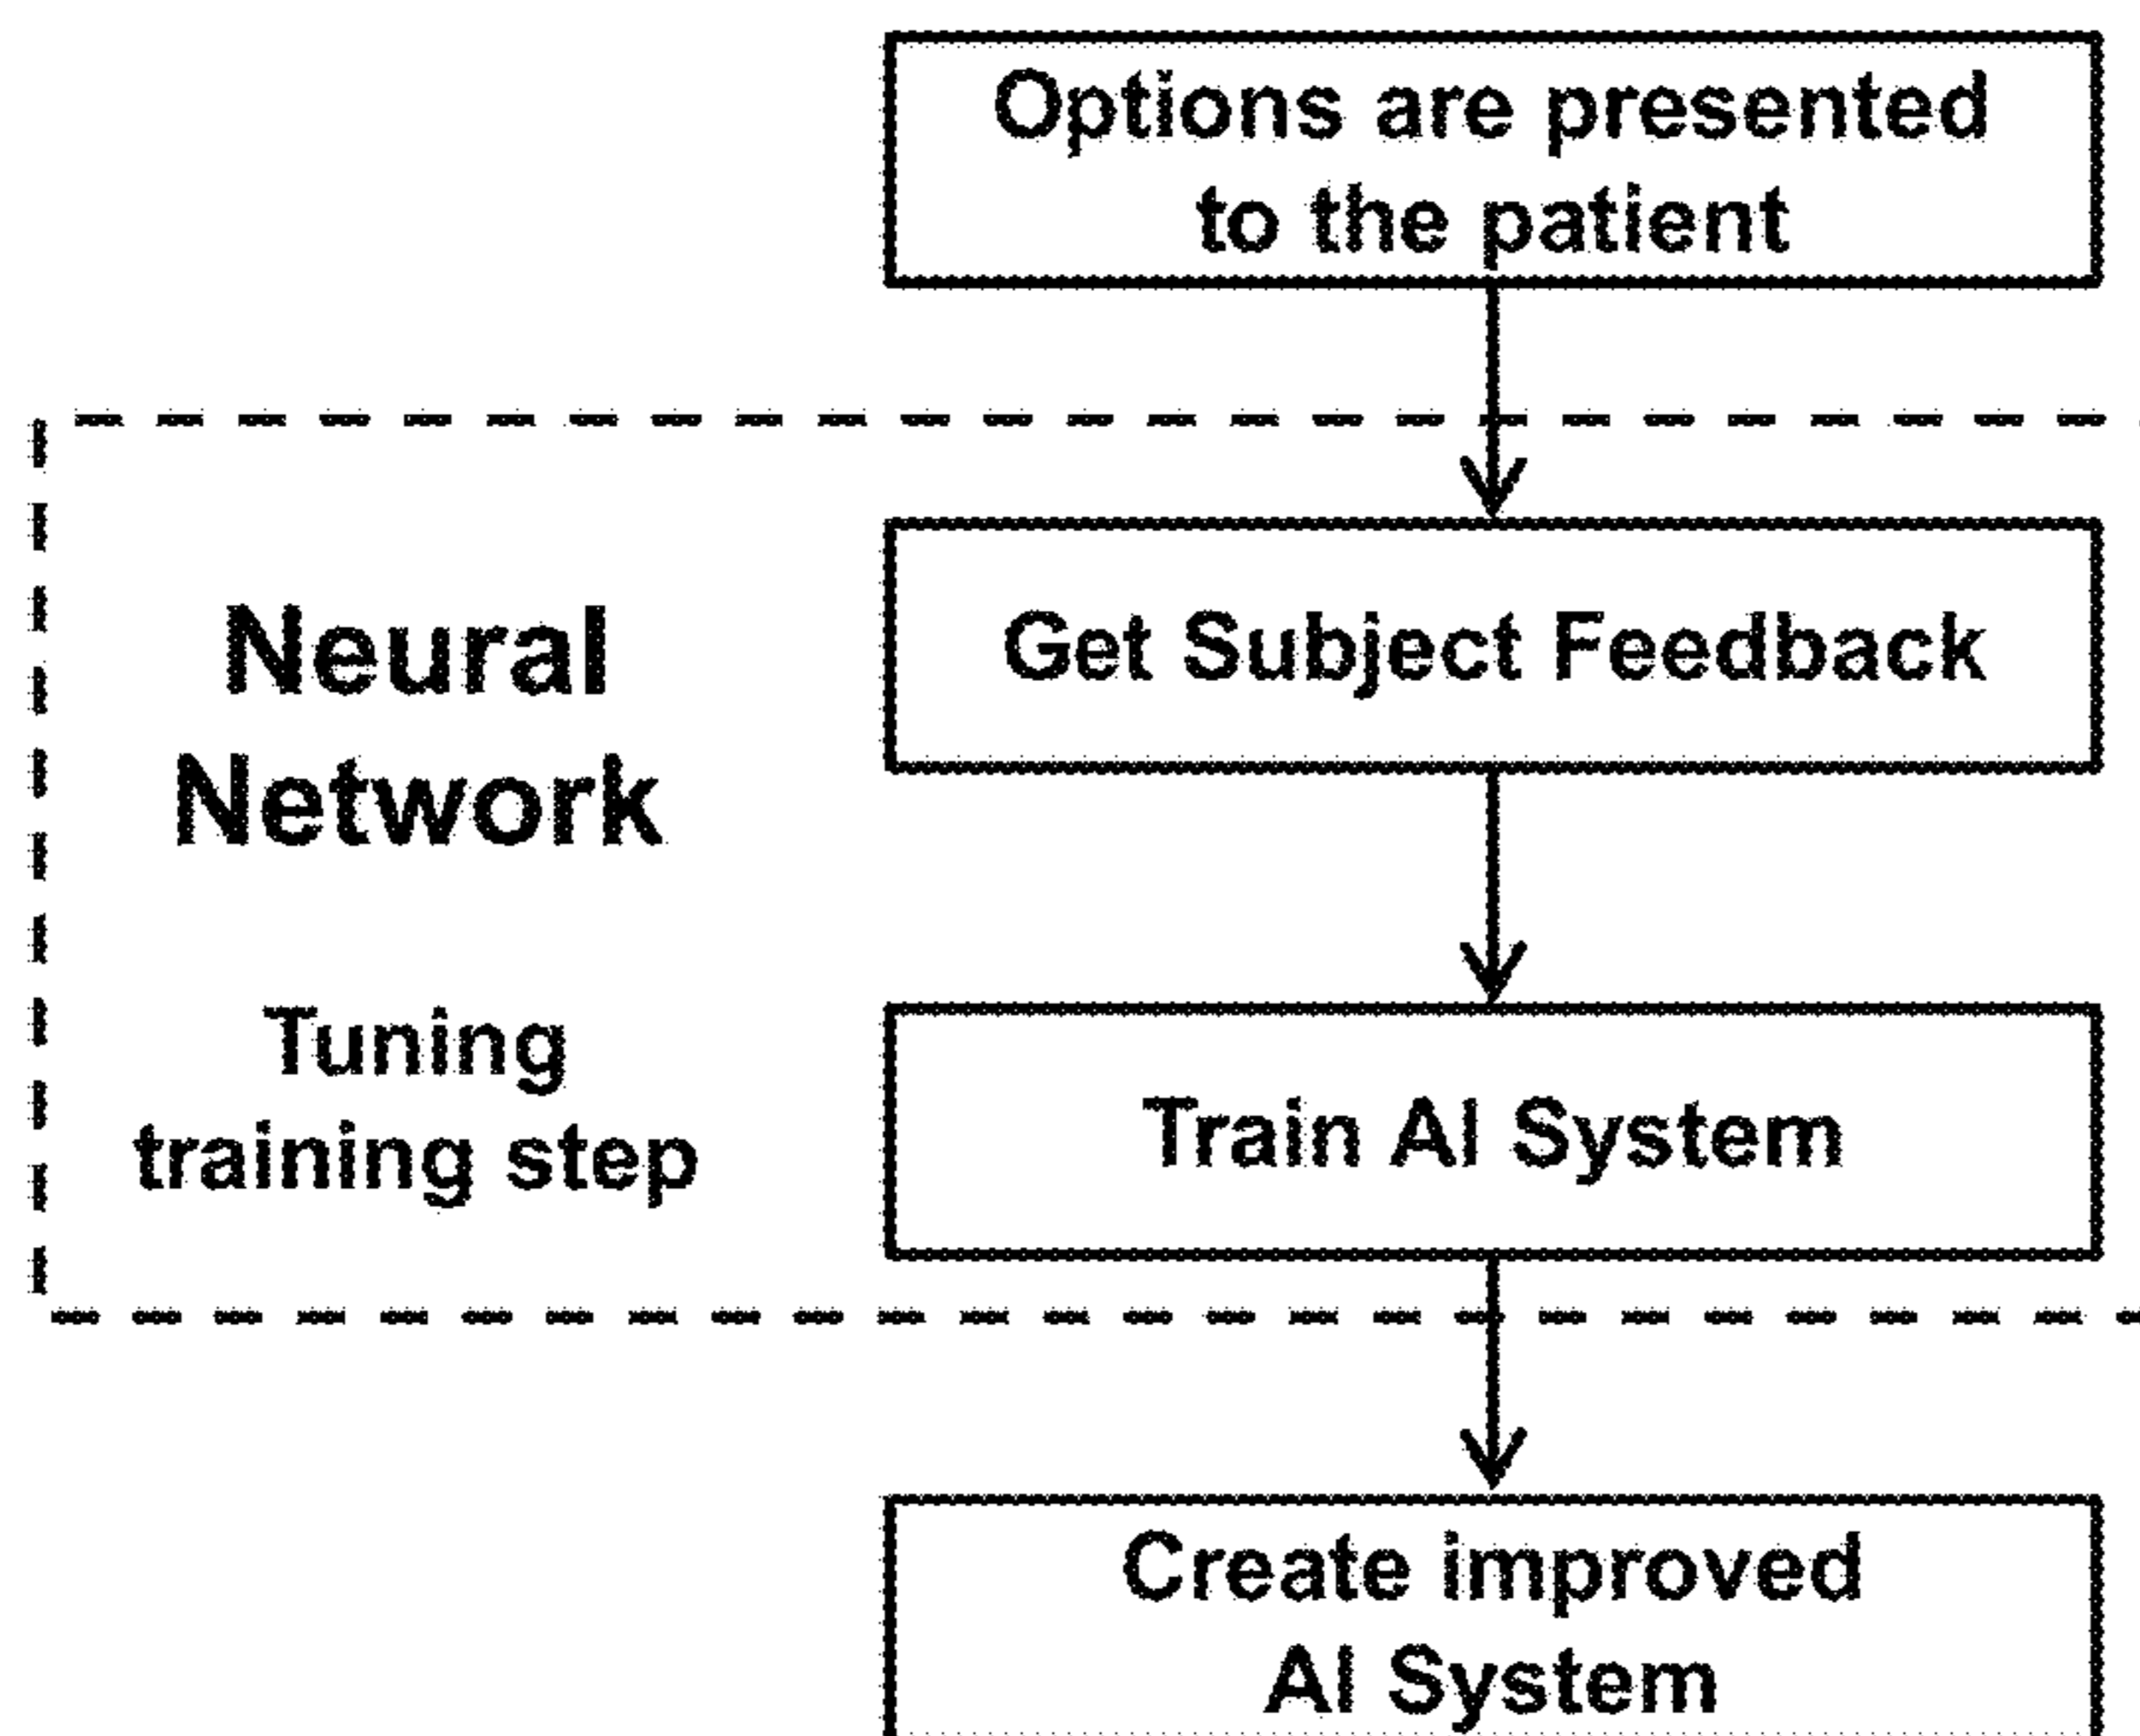 Options are presented
to the patient
Neural
Network
Tuning
training step
Get Subject Feedback
Train AI System
Create improved
AI System